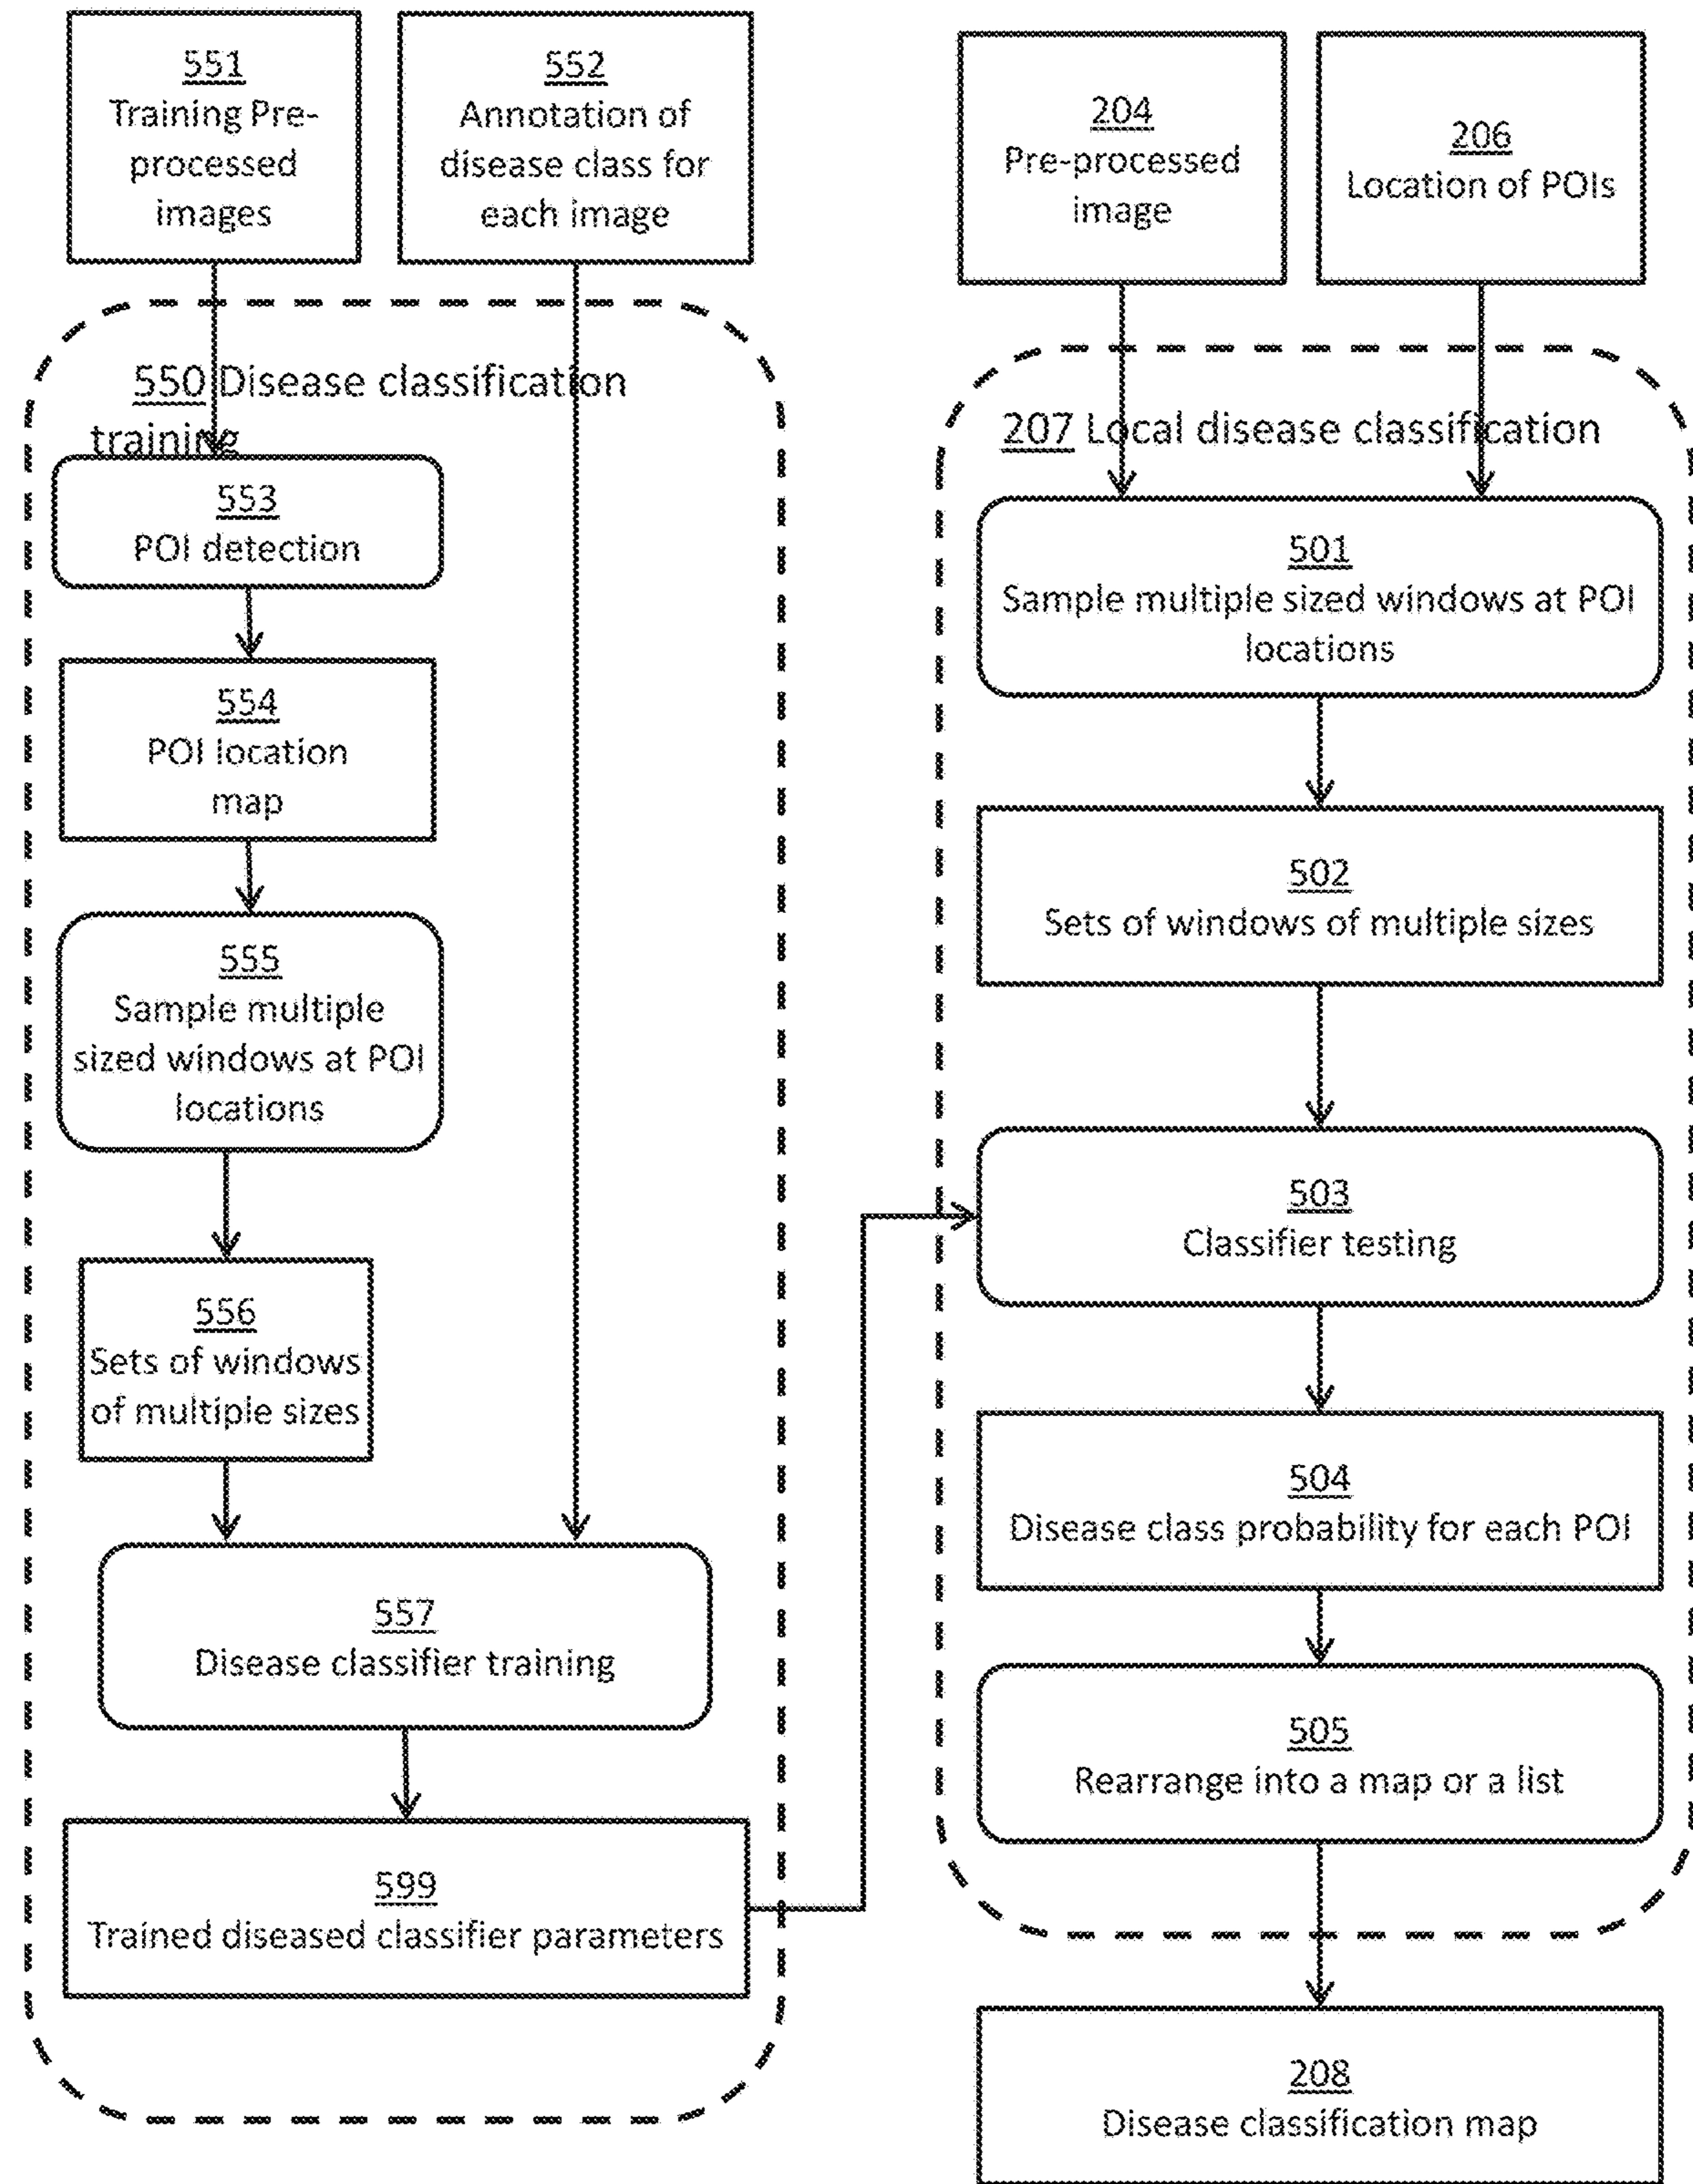 551
Training Pre-
processed
images
552
Annotation of
disease class for
each image
550 Disease classification
training
553
POI detection
554
POI location
map
555
Sample multiple
sized windows at POI
locations
556
Sets of windows
of multiple sizes
557
Disease classifier training
599
Trained diseased classifier parameters
204
Pre-processed
image
206
Location of POIs
207 Local disease classification
501
Sample multiple sized windows at POI
locations
502
Sets of windows of multiple sizes
503
Classifier testing
504
Disease class probability for each POI
505
Rearrange into a map or a list
208
Disease classification map